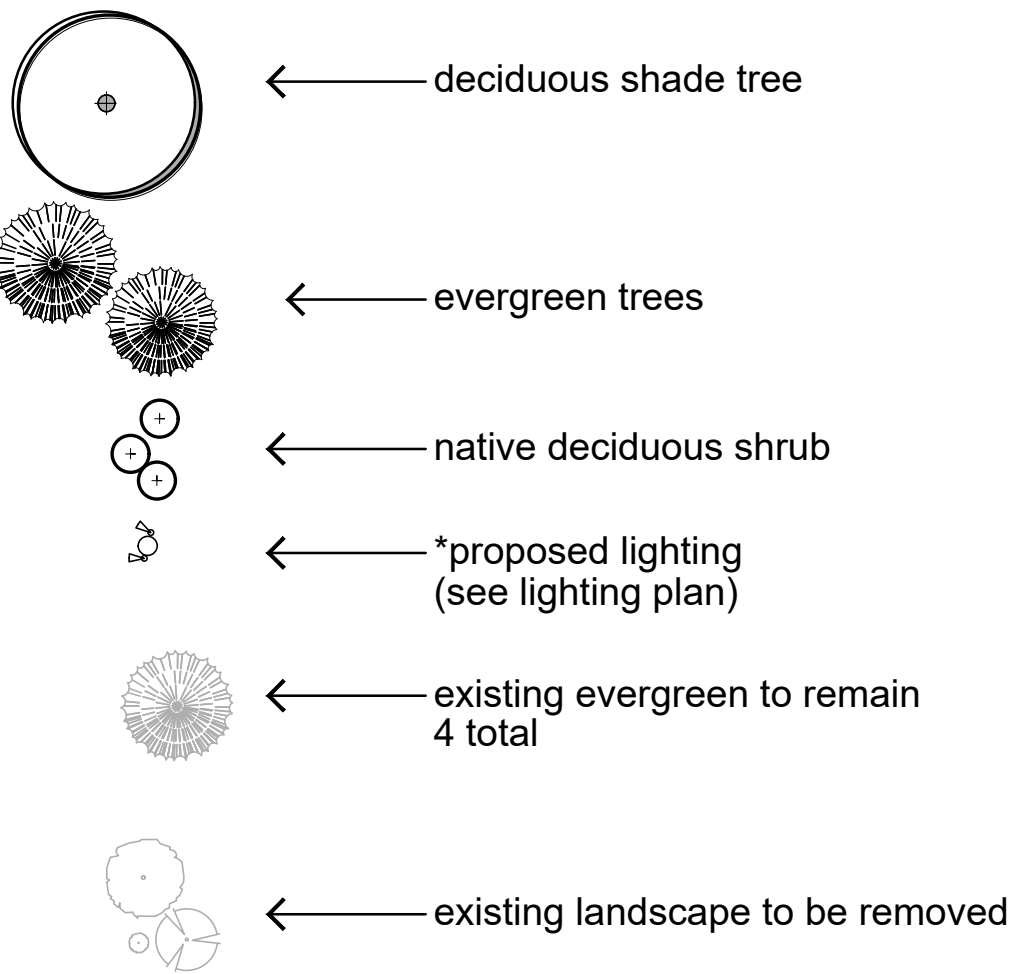 deciduous shade tree
evergreen trees
native deciduous shrub
*proposed lighting
(see lighting plan)
existing evergreen to remain
4 total
existing landscape to be removed